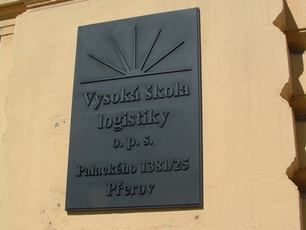 Vysoká škola
logistiky
o. p. s.
Palackého 1381/25
Přerov